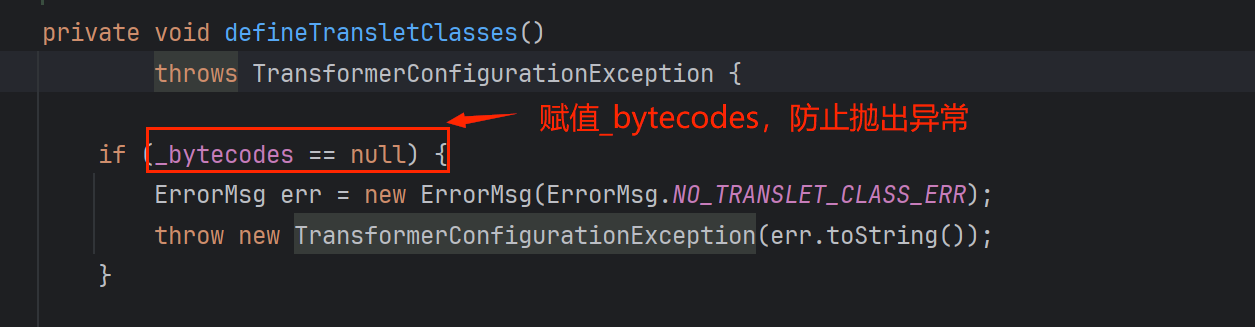 private void defineTransletClasses()
throws TransformerConfigurationException {
赋值_bytecodes，防止抛出异常
if (_bytecodes == null) {
ErrorMsg err = new ErrorMsg(ErrorMsg.NO_TRANSLET_CLASS_ERR);
throw new TransformerConfigurationException(err.toString());
}